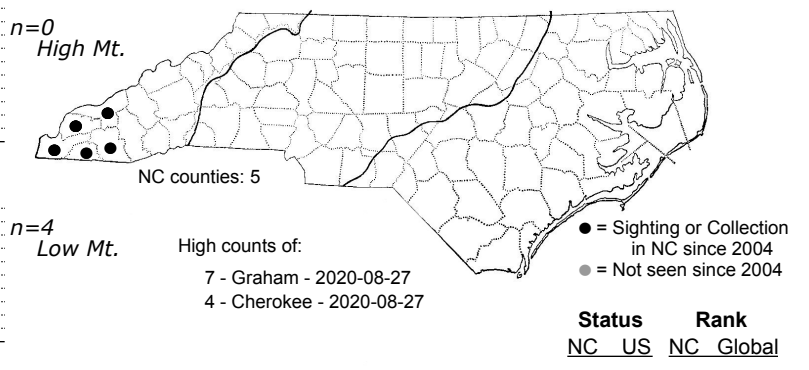 n=0
High Mt.
NC counties: 5
n=4
Low Mt.
High counts of:
7 - Graham - 2020-08-27
4 - Cherokee - 2020-08-27
● = Sighting or Collection
in NC since 2004
● = Not seen since 2004
Status Rank
NC US NC Global